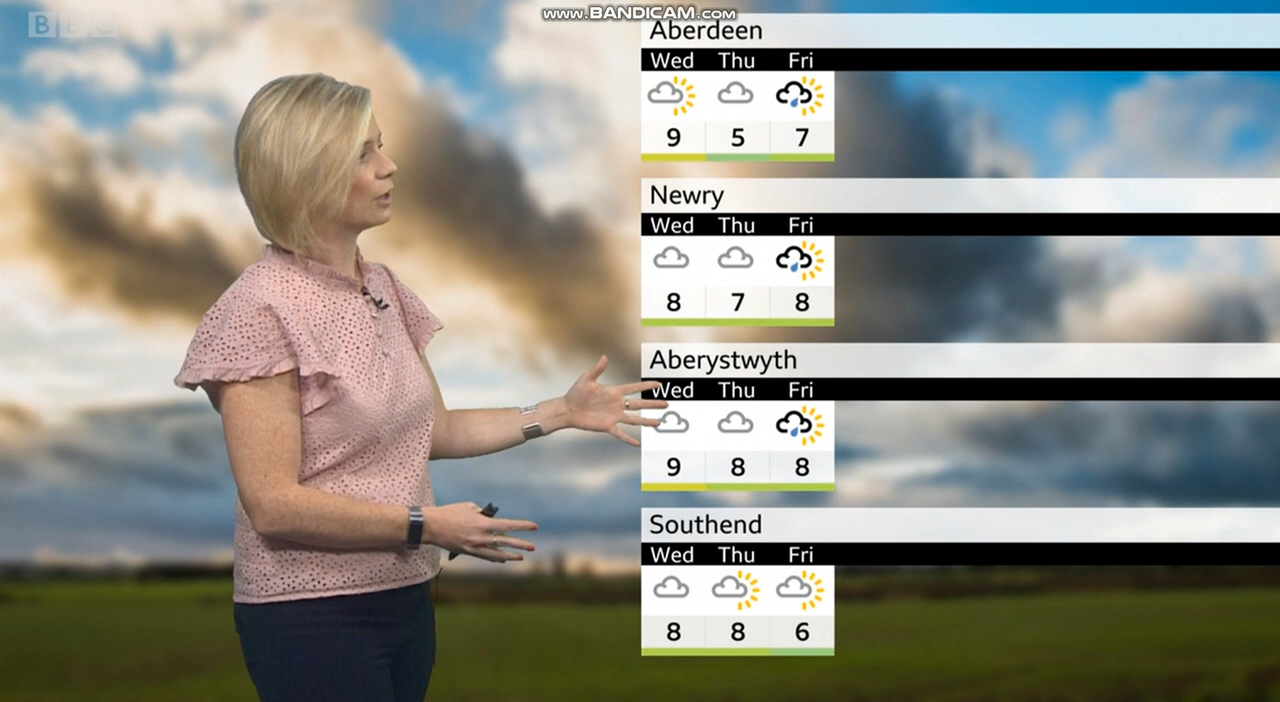 BBC
www.BANDICAM.com
Aberdeen
Wed Thu Fri
9 5 7
Newry
Wed Thu Fri
8 7 8
Aberystwyth
Wed Thu Fri
9 8 8
Southend
Wed Thu Fri
8 8 6